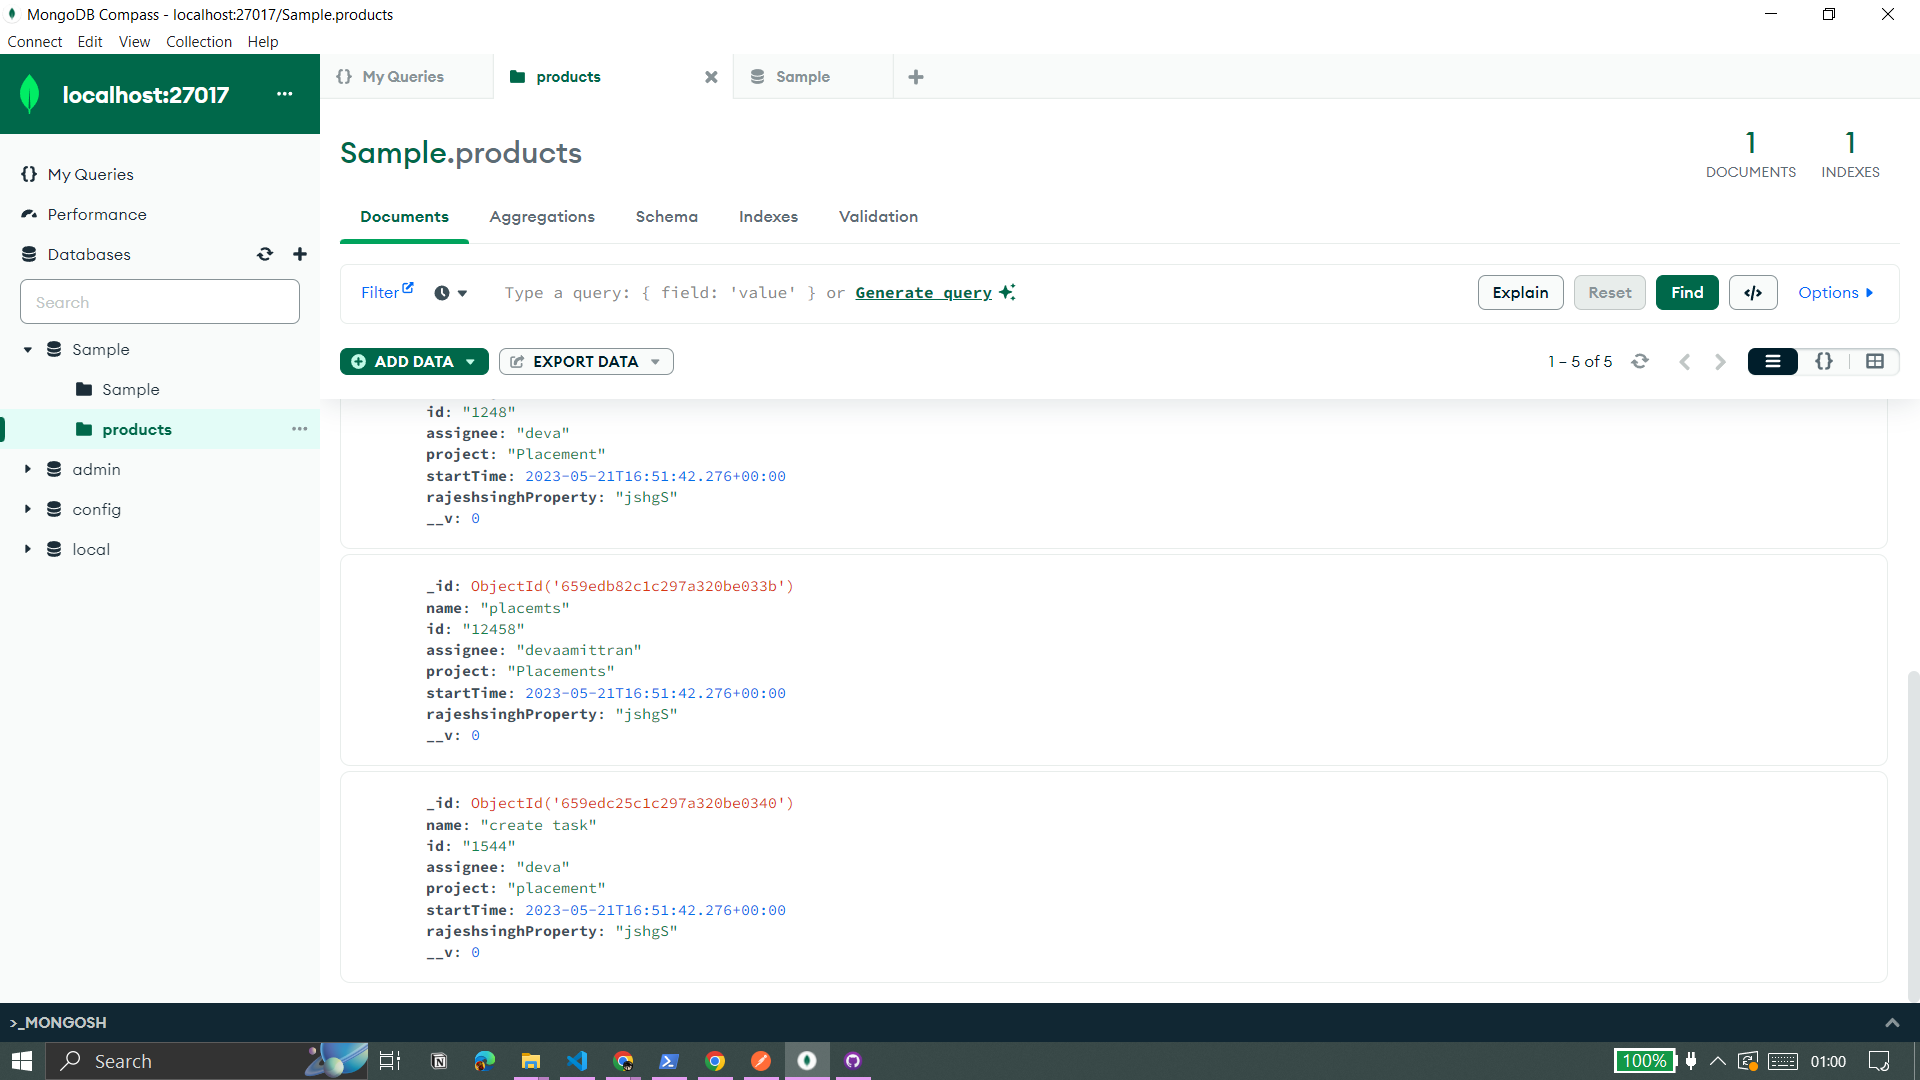 MongoDB Compass - localhost:27017/Sample.products
Connect Edit View Collection Help
localhost:27017
My Queries
products
Sample
Sample.products
1
DOCUMENTS
1
INDEXES
My Queries
Performance
Databases
Search
Sample
Sample
products
admin
config
local
Documents Aggregations Schema Indexes Validation
Filter Type a query: { field: 'value' } or Generate query Explain Reset Find </> Options
ADD DATA EXPORT DATA 1 – 5 of 5 {}
id: "1248"
assignee: "deva"
project: "Placement"
startTime: 2023-05-21T16:51:42.276+00:00
rajeshsinghProperty: "jshgS"
__v: 0
_id: ObjectId('659edb82c1c297a320be033b')
name: "placemts"
id: "12458"
assignee: "devaamittran"
project: "Placements"
startTime: 2023-05-21T16:51:42.276+00:00
rajeshsinghProperty: "jshgS"
__v: 0
_id: ObjectId('659edc25c1c297a320be0340')
name: "create task"
id: "1544"
assignee: "deva"
project: "placement"
startTime: 2023-05-21T16:51:42.276+00:00
rajeshsinghProperty: "jshgS"
__v: 0
>_MONGOSH
Search 100% 01:00